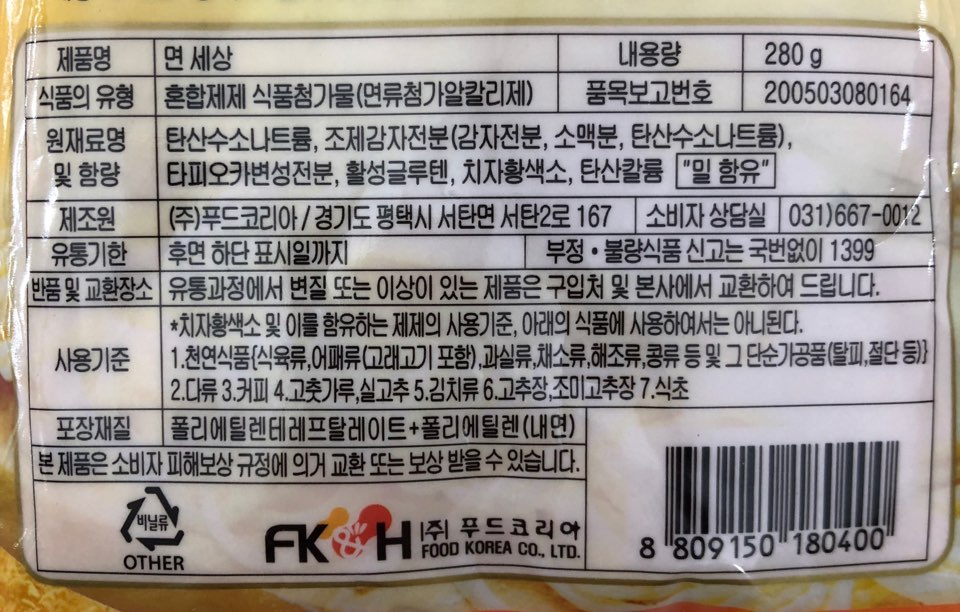 제품명 면 세상 내용량 280 g
식품의 유형 혼합제제 식품첨가물(면류첨가알칼리제) 품목보고번호 200503080164
원재료명 및 함량 탄산수소나트륨, 조제감자전분(감자전분, 소맥분, 탄산수소나트륨),
타피오카변성전분, 활성글루텐, 치자황색소, 탄산칼륨 "밀 함유"
제조원 (주)푸드코리아 / 경기도 평택시 서탄면 서탄2로 167 소비자 상담실 031)667-0012
유통기한 후면 하단 표시일까지 부정·불량식품 신고는 국번없이 1399
반품 및 교환장소 유통과정에서 변질 또는 이상이 있는 제품은 구입처 및 본사에서 교환하여 드립니다.
사용기준 *치자황색소 및 이를 함유하는 제제의 사용기준, 아래의 식품에 사용하여서는 아니된다.
1.천연식품{식육류,어패류(고래고기 포함),과실류,채소류,해조류,콩류 등 및 그 단순가공품(탈피,절단 등)}
2.다류 3.커피 4.고춧가루,실고추 5.김치류 6.고추장,조미고추장 7.식초
포장재질 폴리에틸렌테레프탈레이트+폴리에틸렌(내면)
본 제품은 소비자 피해보상 규정에 의거 교환 또는 보상 받을 수 있습니다.
비닐류
OTHER
FK&H (주) 푸드코리아
FOOD KOREA CO., LTD.
8 809150 180400